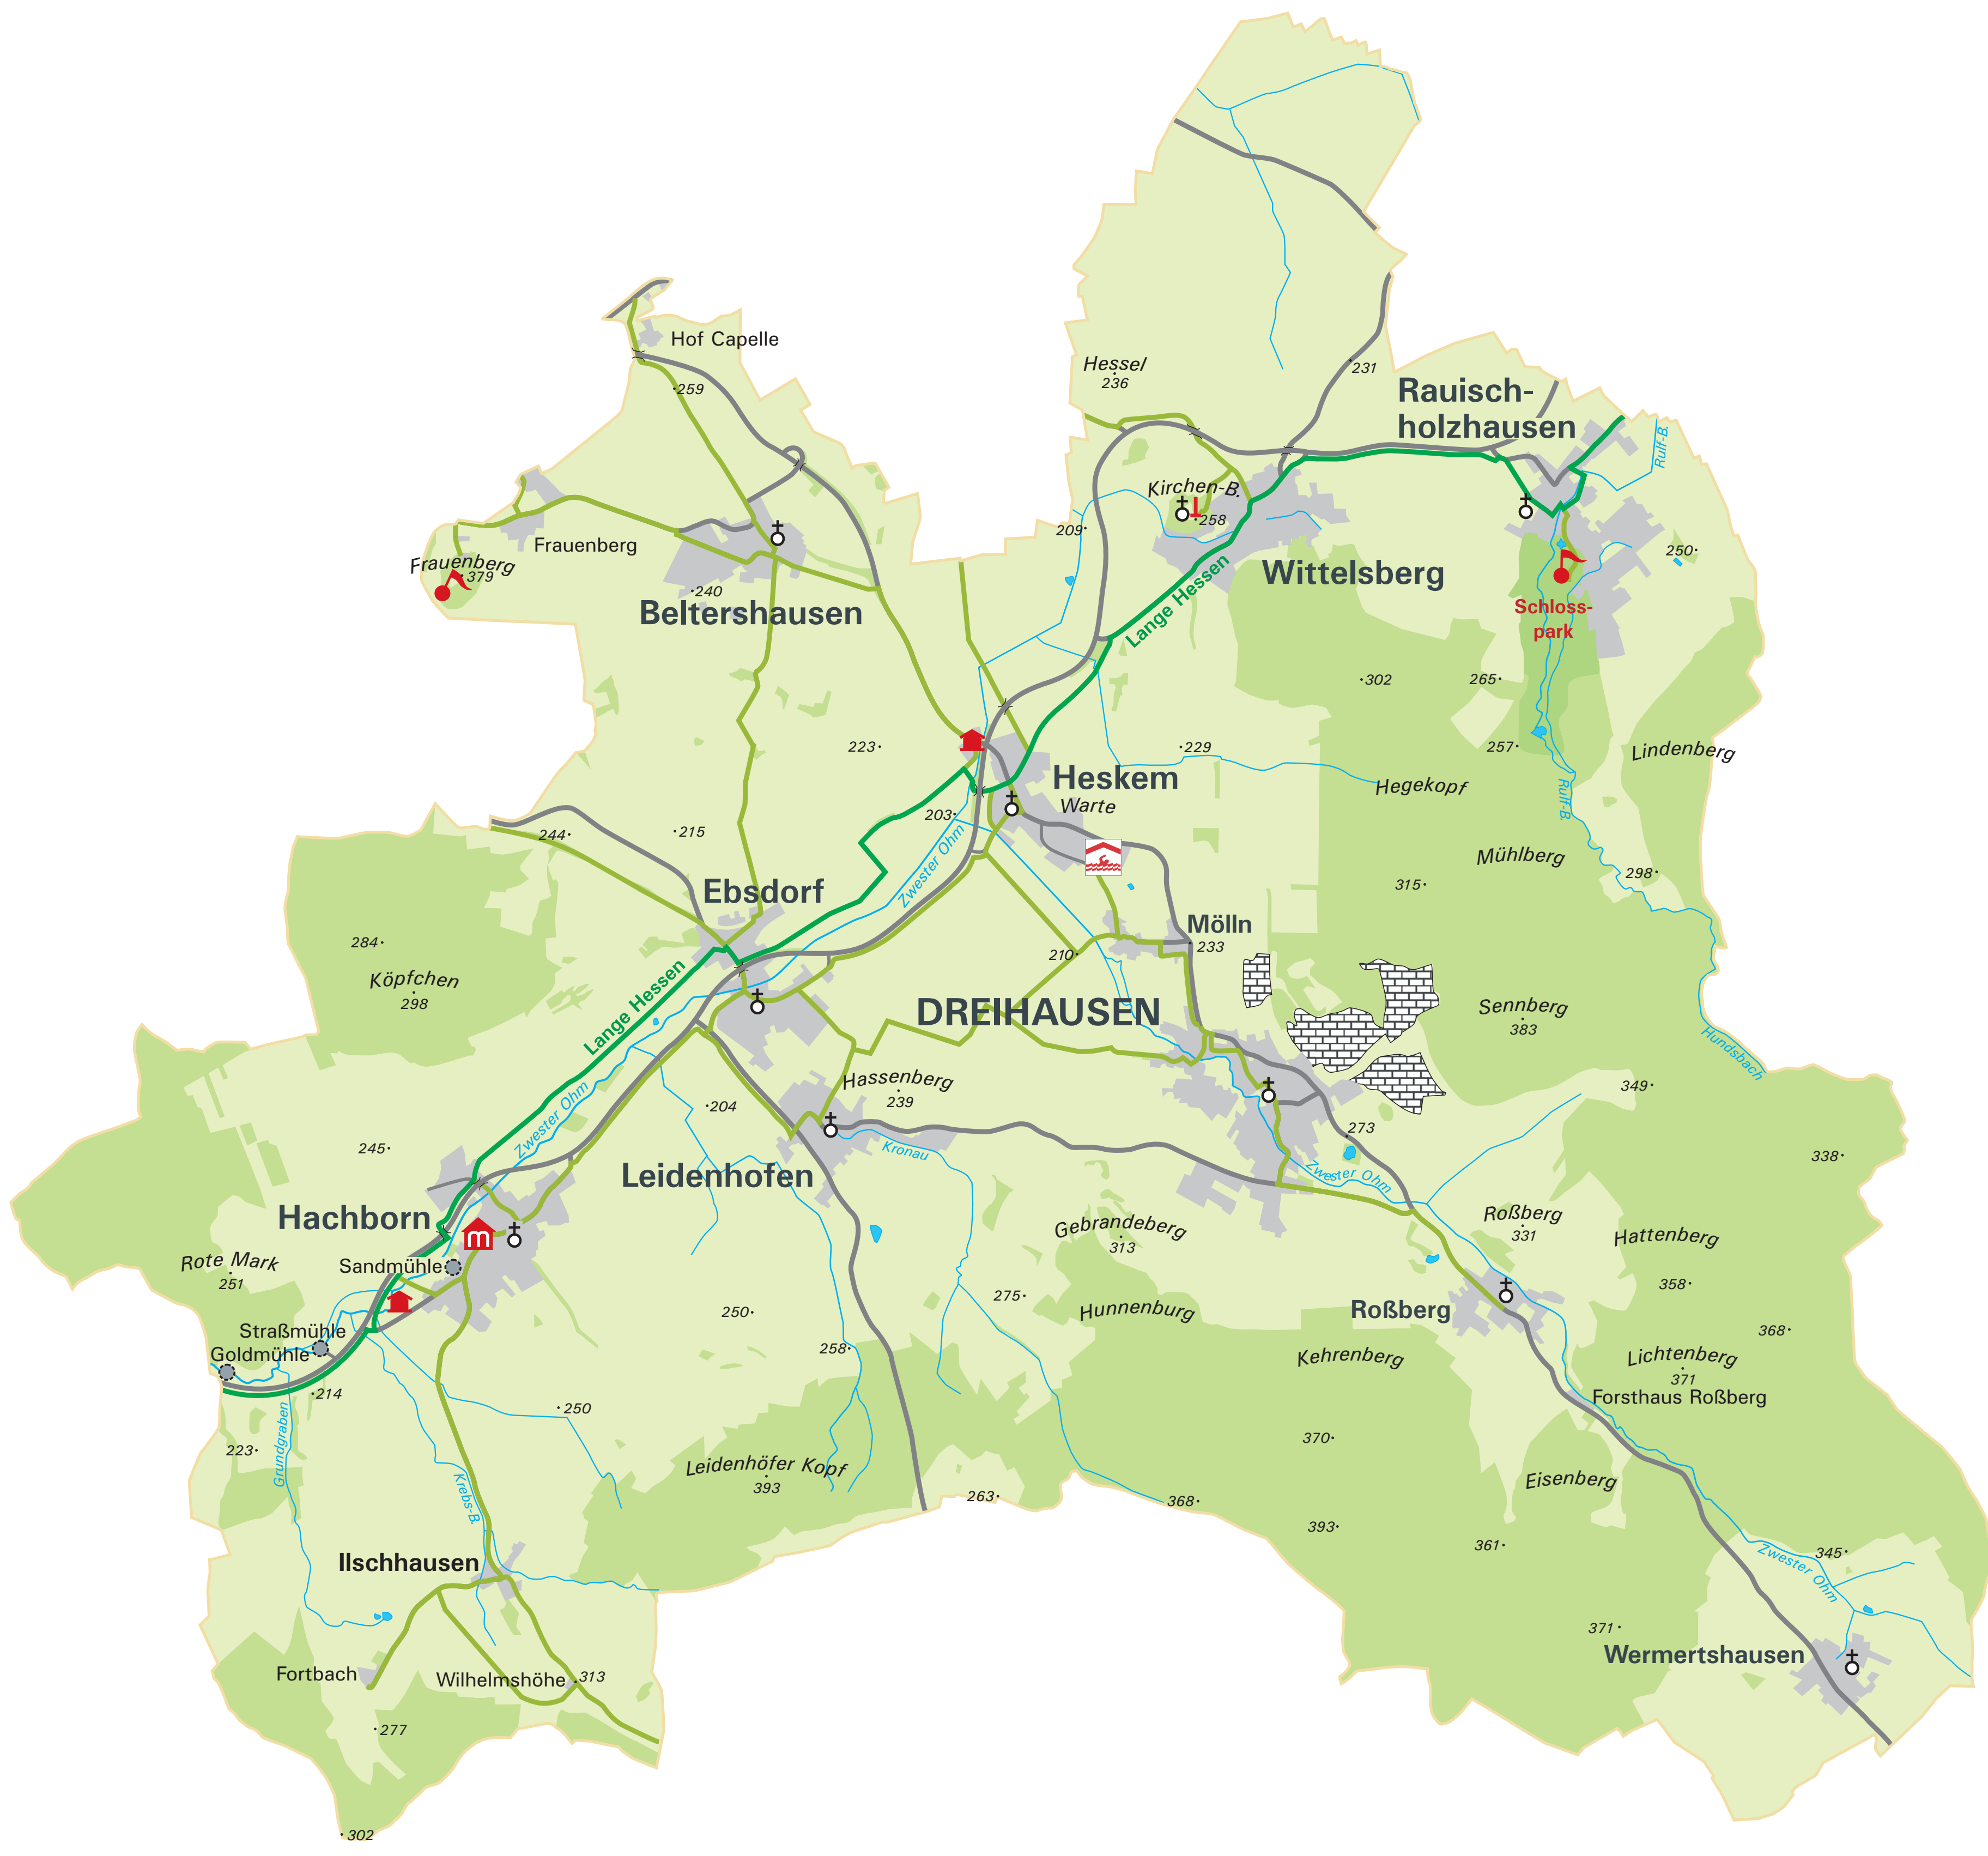 Hof Capelle
259
Hessel
236
231
Rauisch-
holzhausen
Rulf-B.
Kirchen-B.
258
209
Frauenberg
Frauenberg
379
240
Beltershausen
Wittelsberg
250
Schloss-
park
Lange Hessen
302
265
223
229
257
Lindenberg
Heskem
Warte
Hegekopf
Rulf-B.
244
215
203
Zwester Ohm
Mühlberg
298
315
Ebsdorf
284
Köpfchen
298
Mölln
233
210
Lange Hessen
DREIHAUSEN
Sennberg
383
Hundsbach
Hassenberg
239
204
349
Zwester Ohm
245
273
Kronau
338
Leidenhofen
Zwester Ohm
Hachborn
Roßberg
331
Gebrandeberg
313
Hattenberg
Rote Mark
251
Sandmühle
358
275
250
Hunnenburg
Roßberg
368
Straßmühle
Goldmühle
258
Kehrenberg
Lichtenberg
371
Forsthaus Roßberg
214
250
223
Grundgraben
370
Leidenhöfer Kopf
393
Krebs-B.
Eisenberg
263
368
393
361
345
Zwester Ohm
Ilschhausen
371
Wermertshausen
Fortbach
Wilhelmshöhe
313
277
302